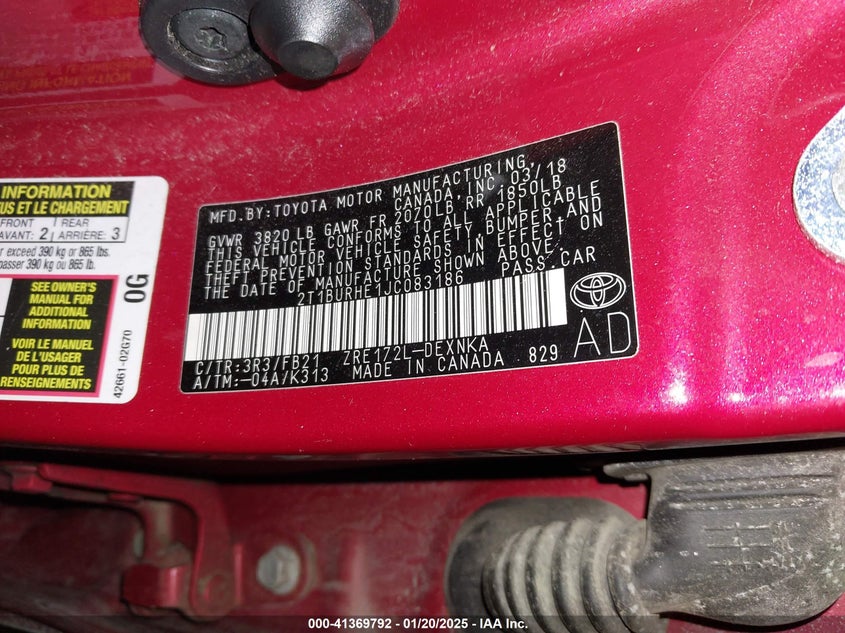 MFD. BY: TOYOTA MOTOR MANUFACTURING,
CANADA, INC. 03/18
GVWR 3820 LB GAWR FR 2070LB, RR 1850LB
THIS VEHICLE CONFORMS TO ALL APPLICABLE
FEDERAL MOTOR VEHICLE SAFETY, BUMPER, AND
THEFT PREVENTION STANDARDS IN EFFECT ON
THE DATE OF MANUFACTURE SHOWN ABOVE.
2T1BURHE1JC083186 PASS. CAR
C/TR: 3R3/FB21 ZRE172L-DEXNKA
A/TM: -04A/K313 MADE IN CANADA 829
AD
INFORMATION
US ET LE CHARGEMENT
FRONT
AVANT: 2
REAR
ARRIÈRE: 3
r exceed 390 kg or 865 lbs.
passer 390 kg ou 865 lb.
SEE OWNER'S
MANUAL FOR
ADDITIONAL
INFORMATION
VOIR LE MANUEL
DE L'USAGER
POUR PLUS DE
RENSEIGNEMENTS
42661-02G70
0G
000-41369792 - 01/20/2025 - IAA Inc.